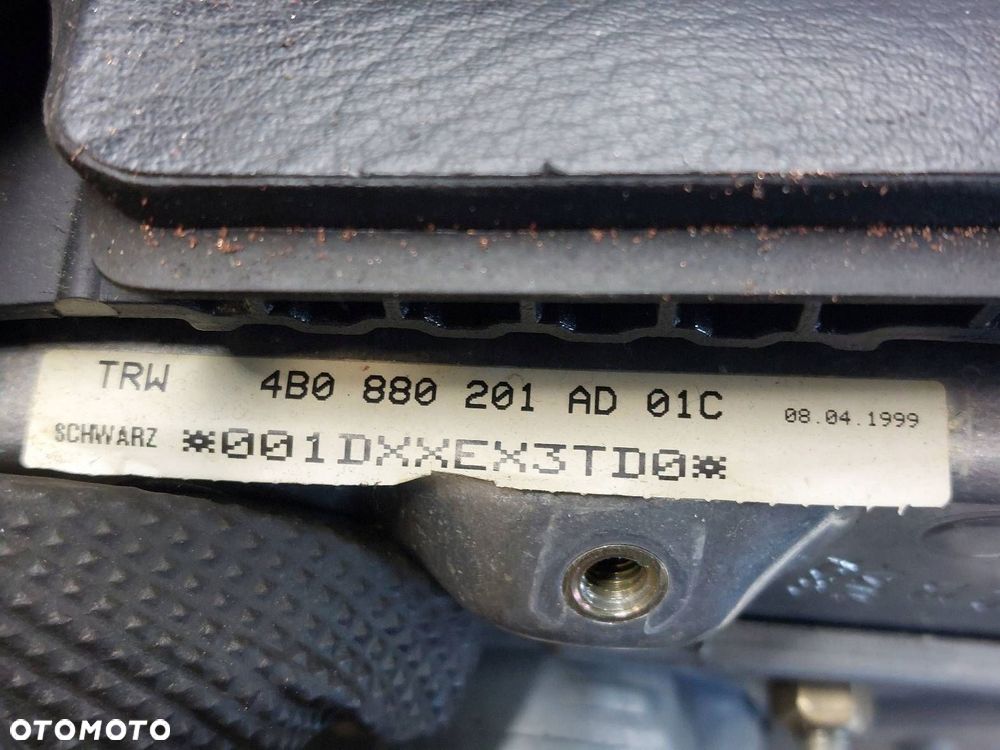 TRW 4B0 880 201 AD 01C 08.04.1999
SCHWARZ *001DXXEX3TD0*
OTOMOTO